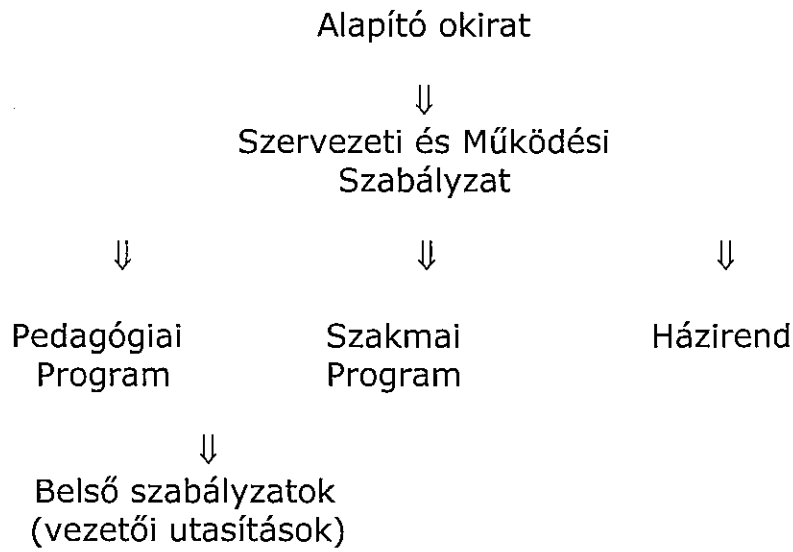 Alapító okirat
⇓
Szervezeti és Működési
Szabályzat
⇓ ⇓ ⇓
Pedagógiai Szakmai Házirend
Program Program
⇓
Belső szabályzatok
(vezetői utasítások)